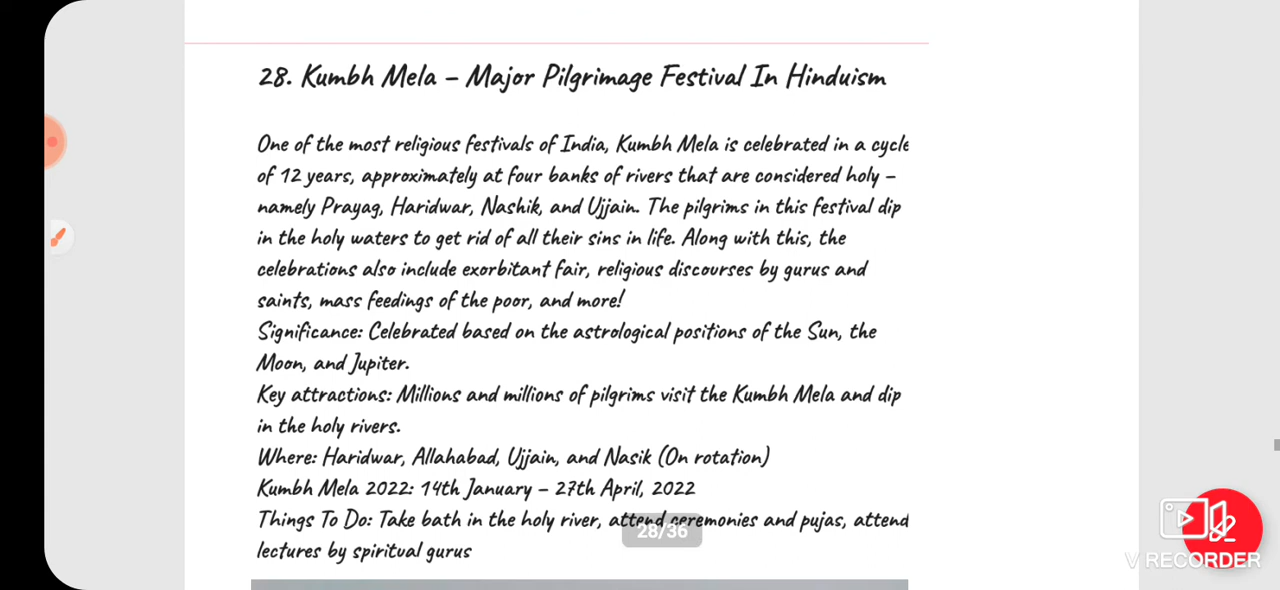 28. Kumbh Mela – Major Pilgrimage Festival In Hinduism
One of the most religious festivals of India, Kumbh Mela is celebrated in a cycle
of 12 years, approximately at four banks of rivers that are considered holy –
namely Prayag, Haridwar, Nashik, and Ujjain. The pilgrims in this festival dip
in the holy waters to get rid of all their sins in life. Along with this, the
celebrations also include exorbitant fair, religious discourses by gurus and
saints, mass feedings of the poor, and more!
Significance: Celebrated based on the astrological positions of the Sun, the
Moon, and Jupiter.
Key attractions: Millions and millions of pilgrims visit the Kumbh Mela and dip
in the holy rivers.
Where: Haridwar, Allahabad, Ujjain, and Nasik (On rotation)
Kumbh Mela 2022: 14th January – 27th April, 2022
Things To Do: Take bath in the holy river, attend ceremonies and pujas, attend
28/36
lectures by spiritual gurus
V RECORDER